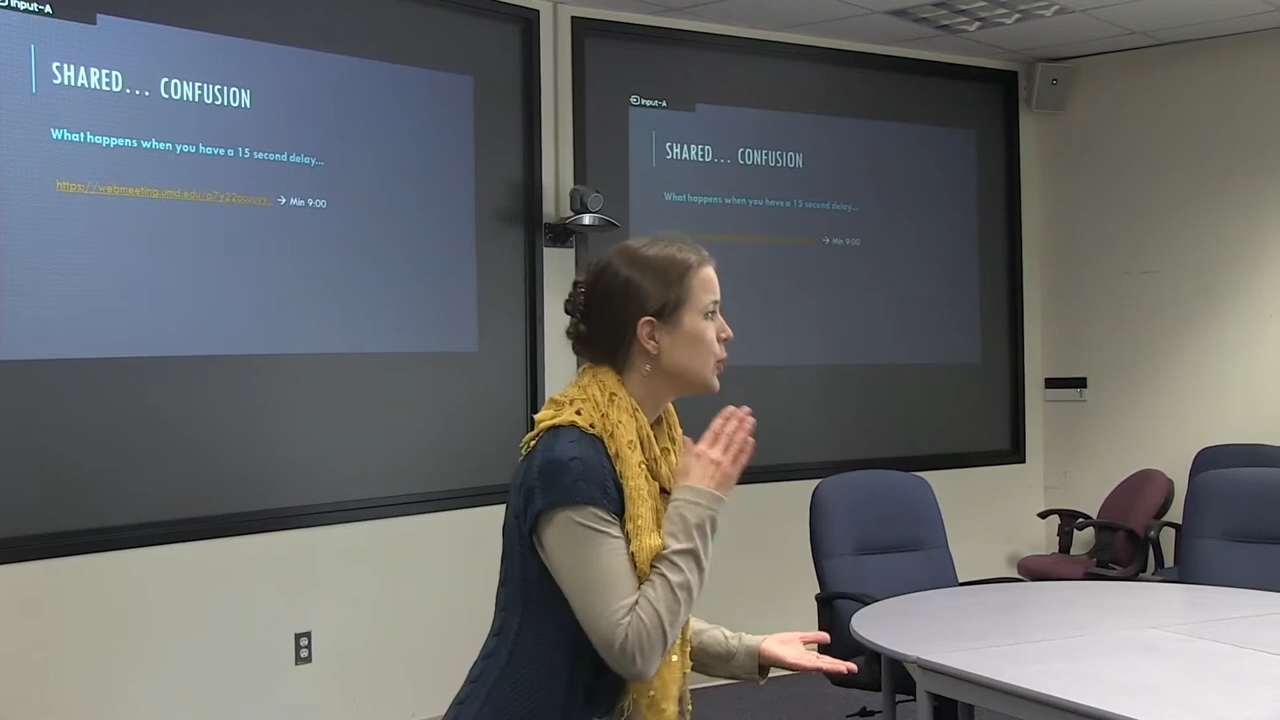 Input-A
SHARED... CONFUSION
What happens when you have a 15 second delay...
→ Min 9:00
Input-A
SHARED... CONFUSION
What happens when you have a 15 second delay...
→ Min 9:00